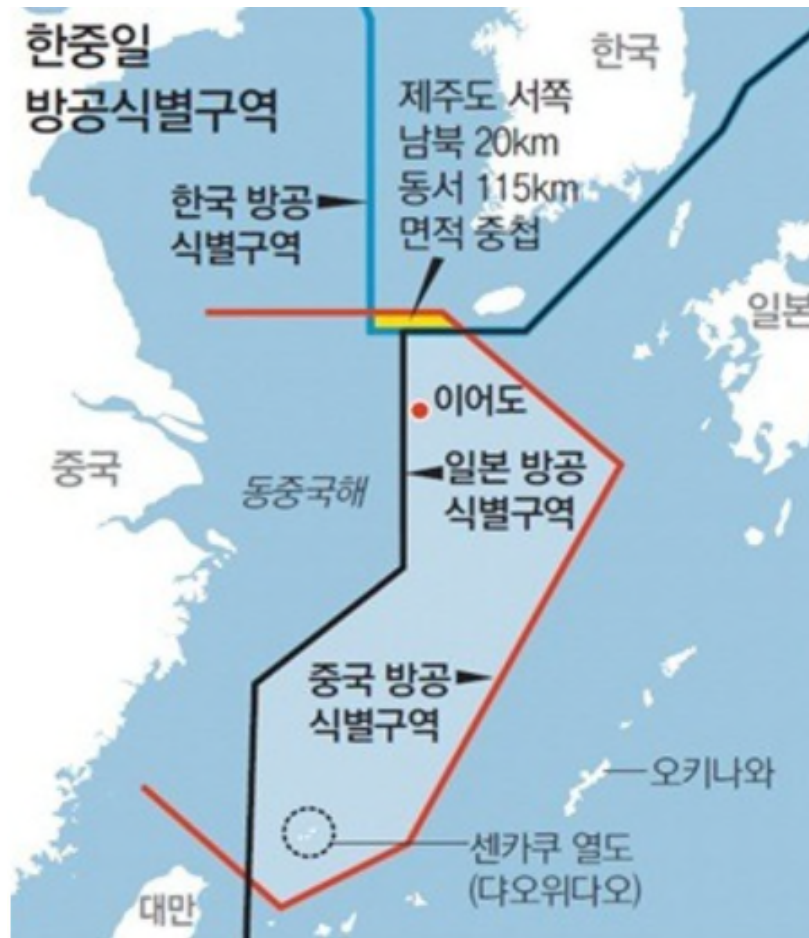 한중일
방공식별구역
한국
제주도 서쪽
남북 20km
동서 115km
면적 중첩
한국 방공
식별구역
일본
이어도
중국
동중국해
일본 방공
식별구역
중국 방공
식별구역
오키나와
센카쿠 열도
(댜오위다오)
대만